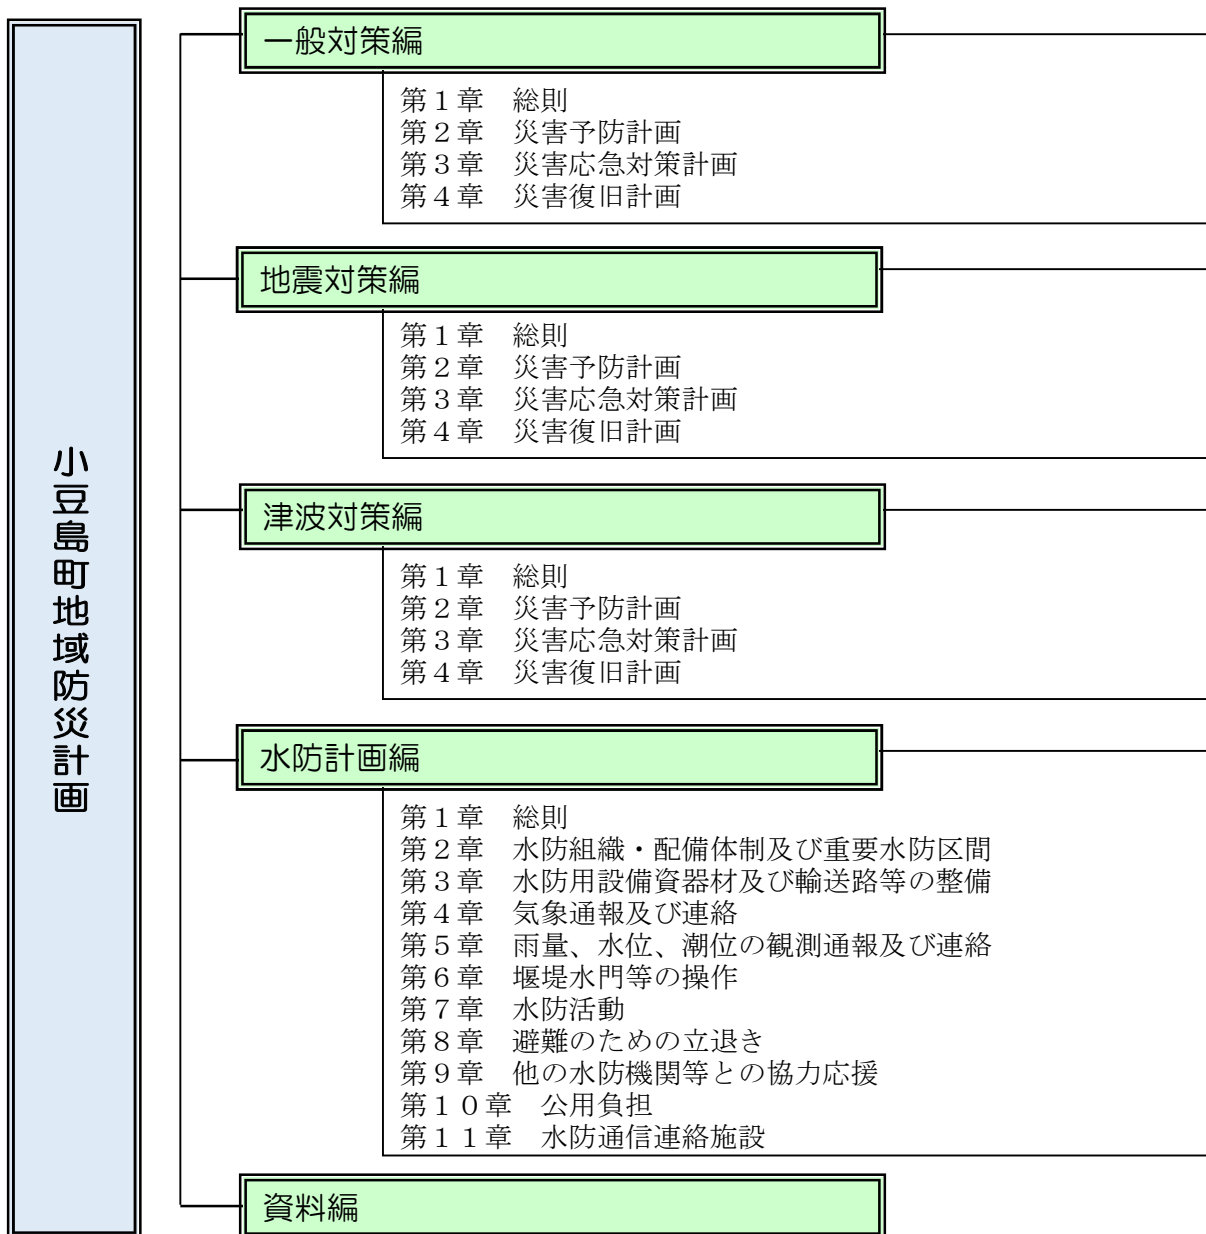 小豆島町地域防災計画
一般対策編
第１章　総則
第２章　災害予防計画
第３章　災害応急対策計画
第４章　災害復旧計画
地震対策編
第１章　総則
第２章　災害予防計画
第３章　災害応急対策計画
第４章　災害復旧計画
津波対策編
第１章　総則
第２章　災害予防計画
第３章　災害応急対策計画
第４章　災害復旧計画
水防計画編
第１章　総則
第２章　水防組織・配備体制及び重要水防区間
第３章　水防用設備資器材及び輸送路等の整備
第４章　気象通報及び連絡
第５章　雨量、水位、潮位の観測通報及び連絡
第６章　堰堤水門等の操作
第７章　水防活動
第８章　避難のための立退き
第９章　他の水防機関等との協力応援
第１０章　公用負担
第１１章　水防通信連絡施設
資料編